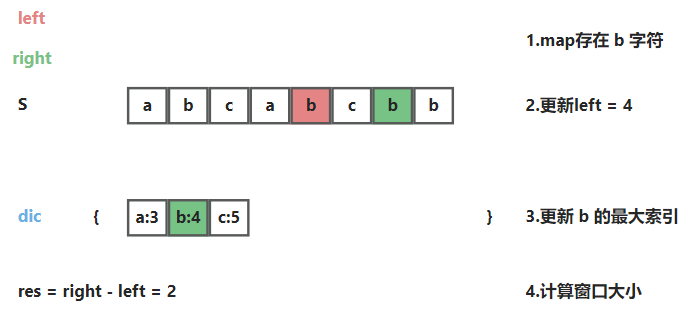 left
1.map存在 b 字符
right
S a b c a b c b b
2.更新left = 4
dic { a:3 b:4 c:5 }
3.更新 b 的最大索引
res = right - left = 2
4.计算窗口大小